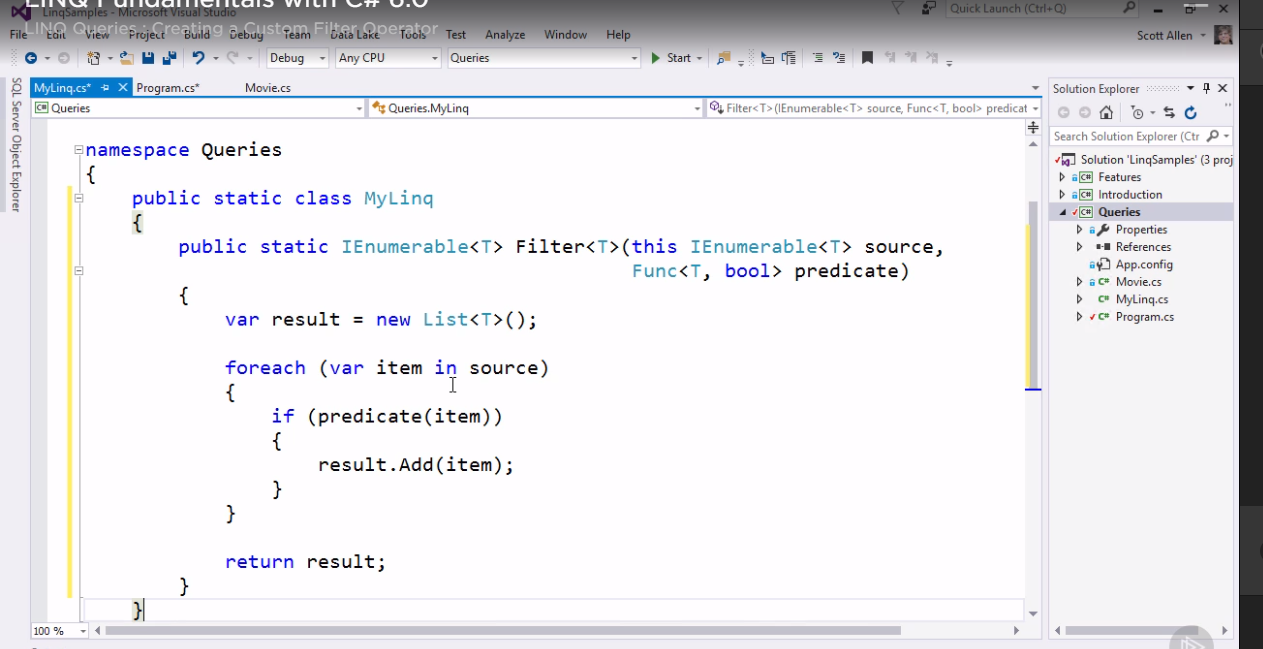 LINQ Fundamentals with C# 6.0
LinqSamples - Microsoft Visual Studio
Quick Launch (Ctrl+Q)
LINQ Queries : Creating a Custom Filter Operator
File Edit View Project Build Debug Team Data Lake Tools Test Analyze Window Help
Scott Allen
Debug Any CPU Queries Start
MyLinq.cs* Program.cs* Movie.cs
Queries Queries.MyLinq Filter<T>(IEnumerable<T> source, Func<T, bool> predicat
SQL Server Object Explorer
namespace Queries
{
public static class MyLinq
{
public static IEnumerable<T> Filter<T>(this IEnumerable<T> source,
Func<T, bool> predicate)
{
var result = new List<T>();
foreach (var item in source)
{
if (predicate(item))
{
result.Add(item);
}
}
return result;
}
}
100 %
Solution Explorer
Search Solution Explorer (Ctr
Solution 'LinqSamples' (3 proj
C# Features
C# Introduction
C# Queries
Properties
References
App.config
C# Movie.cs
C# MyLinq.cs
C# Program.cs